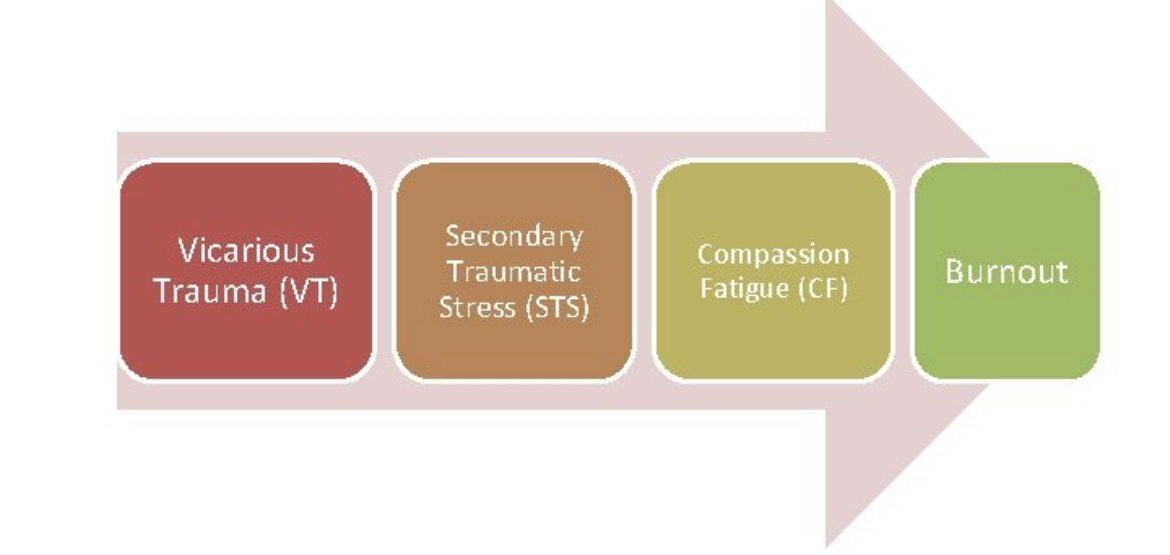 Vicarious
Trauma (VT)
Secondary
Traumatic
Stress (STS)
Compassion
Fatigue (CF)
Burnout